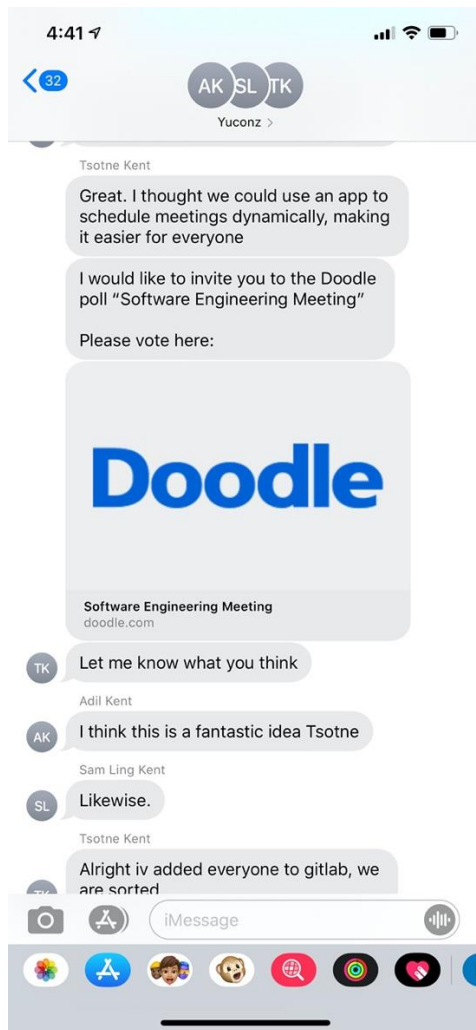 4:41
32
AK SL TK
Yuconz >
Tsotne Kent
Great. I thought we could use an app to
schedule meetings dynamically, making
it easier for everyone
I would like to invite you to the Doodle
poll “Software Engineering Meeting”
Please vote here:
Doodle
Software Engineering Meeting
doodle.com
TK
Let me know what you think
Adil Kent
AK
I think this is a fantastic idea Tsotne
Sam Ling Kent
SL
Likewise.
Tsotne Kent
Alright iv added everyone to gitlab, we
are sorted
TK
iMessage